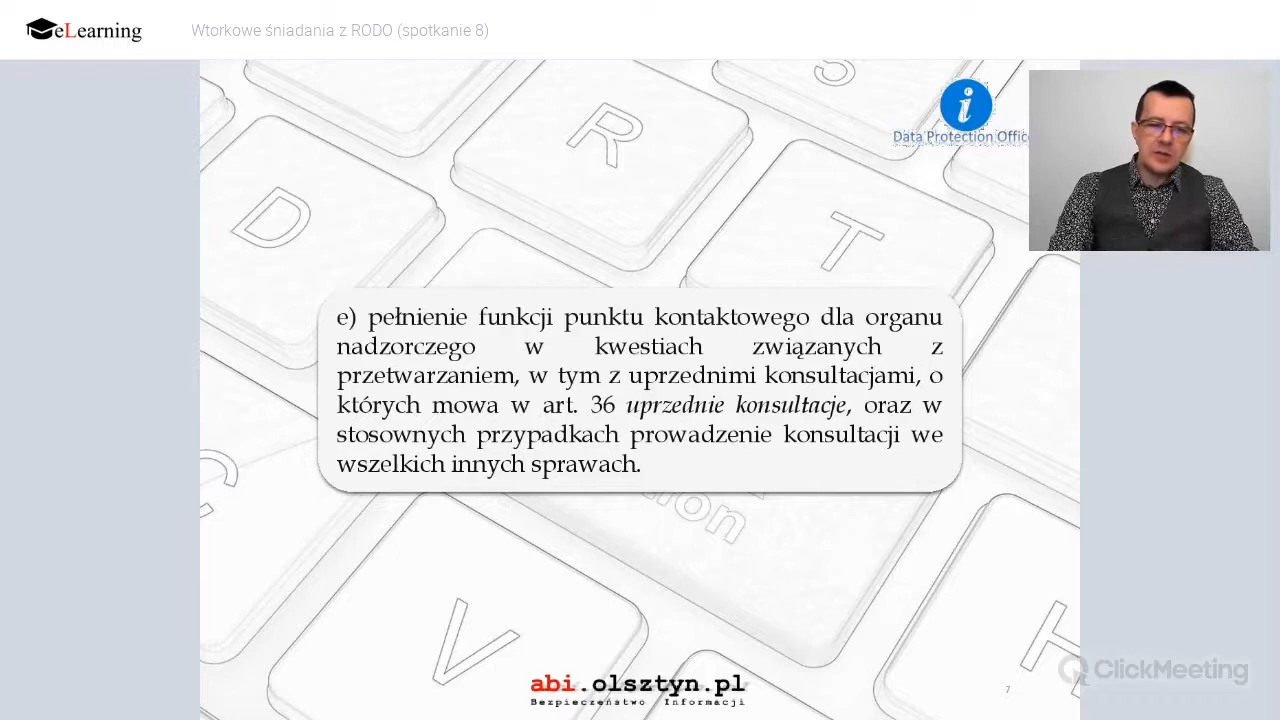 eLearning
Wtorkowe śniadania z RODO (spotkanie 8)
S
i
Data Protection Offic
R
D
T
e) pełnienie funkcji punktu kontaktowego dla organu
nadzorczego w kwestiach związanych z
przetwarzaniem, w tym z uprzednimi konsultacjami, o
których mowa w art. 36 uprzednie konsultacje, oraz w
stosownych przypadkach prowadzenie konsultacji we
wszelkich innych sprawach.
V
H
abi.olsztyn.pl
Bezpieczeństwo Informacji
7
ClickMeeting